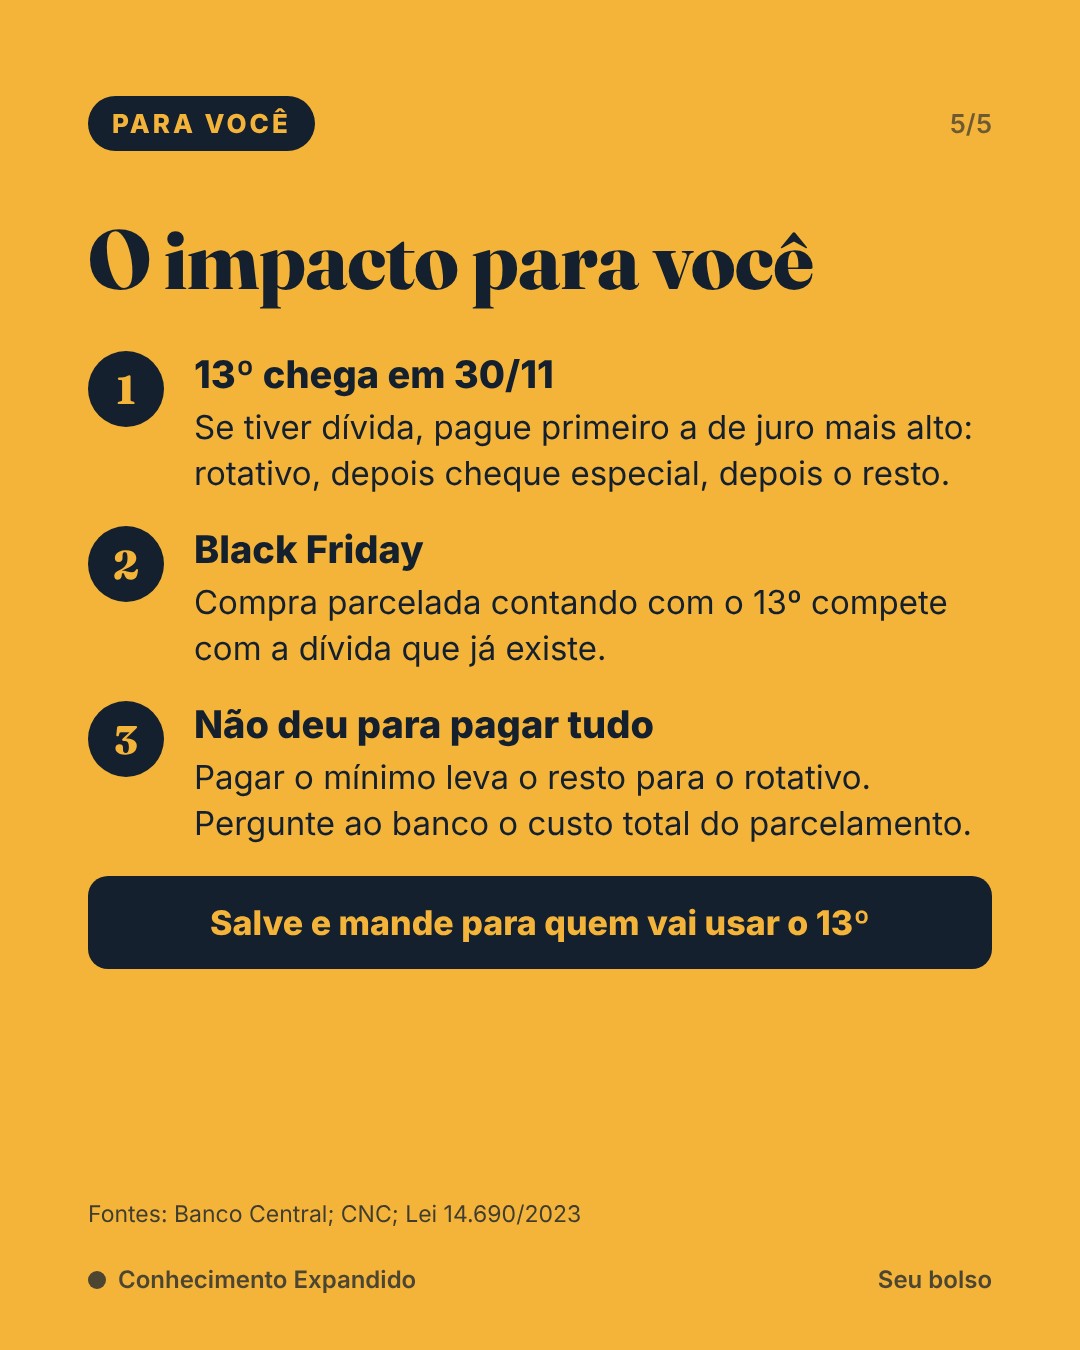 PARA VOCÊ
5/5
O impacto para você
1
13º chega em 30/11
Se tiver dívida, pague primeiro a de juro mais alto:
rotativo, depois cheque especial, depois o resto.
2
Black Friday
Compra parcelada contando com o 13º compete
com a dívida que já existe.
3
Não deu para pagar tudo
Pagar o mínimo leva o resto para o rotativo.
Pergunte ao banco o custo total do parcelamento.
Salve e mande para quem vai usar o 13º
Fontes: Banco Central; CNC; Lei 14.690/2023
Conhecimento Expandido
Seu bolso